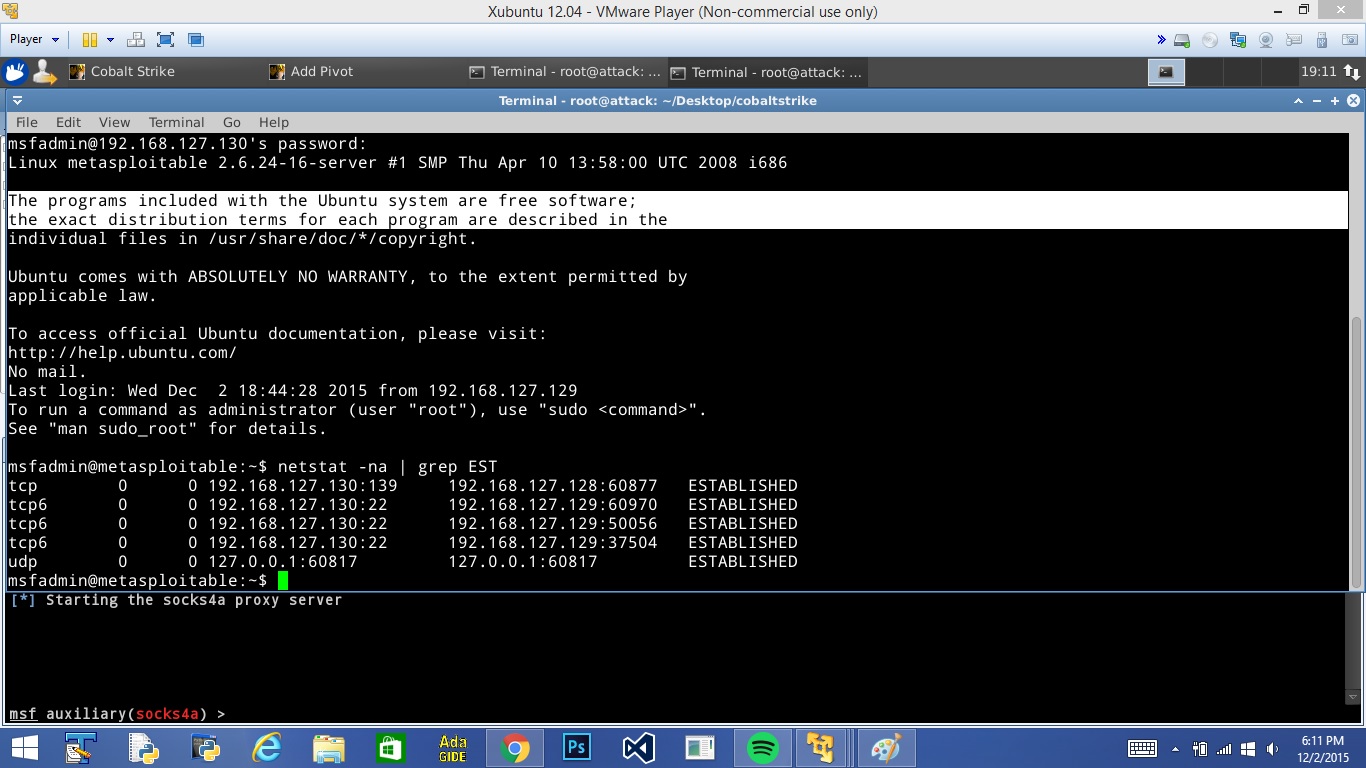 Xubuntu 12.04 - VMware Player (Non-commercial use only)
Player
Cobalt Strike
Add Pivot
Terminal - root@attack: ...
Terminal - root@attack: ...
19:11
Terminal - root@attack: ~/Desktop/cobaltstrike
File Edit View Terminal Go Help
msfadmin@192.168.127.130's password:
Linux metasploitable 2.6.24-16-server #1 SMP Thu Apr 10 13:58:00 UTC 2008 i686
The programs included with the Ubuntu system are free software;
the exact distribution terms for each program are described in the
individual files in /usr/share/doc/*/copyright.
Ubuntu comes with ABSOLUTELY NO WARRANTY, to the extent permitted by
applicable law.
To access official Ubuntu documentation, please visit:
http://help.ubuntu.com/
No mail.
Last login: Wed Dec  2 18:44:28 2015 from 192.168.127.129
To run a command as administrator (user "root"), use "sudo <command>".
See "man sudo_root" for details.
msfadmin@metasploitable:~$ netstat -na | grep EST
tcp        0      0 192.168.127.130:139     192.168.127.128:60877   ESTABLISHED
tcp6       0      0 192.168.127.130:22      192.168.127.129:60970   ESTABLISHED
tcp6       0      0 192.168.127.130:22      192.168.127.129:50056   ESTABLISHED
tcp6       0      0 192.168.127.130:22      192.168.127.129:37504   ESTABLISHED
udp        0      0 127.0.0.1:60817         127.0.0.1:60817         ESTABLISHED
msfadmin@metasploitable:~$
[*] Starting the socks4a proxy server
msf auxiliary(socks4a) >
Ada
GIDE
Ps
6:11 PM
12/2/2015